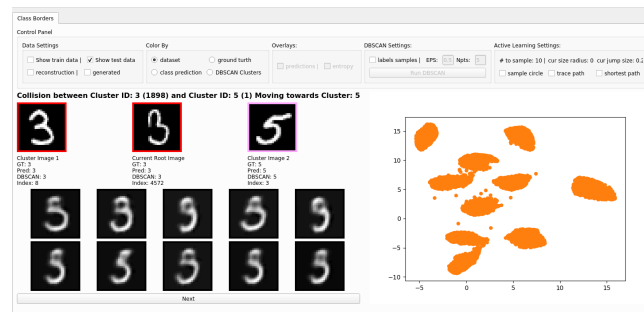 Class Borders
Control Panel
Data Settings
Show train data |
Show test data
reconstruction |
generated
Color By
dataset
ground turth
class prediction
DBSCAN Clusters
Overlays:
predictions |
entropy
DBSCAN Settings:
labels samples | EPS:
Npts:
Run DBSCAN
Active Learning Settings:
# to sample: 10 | cur size radius: 0 cur jump size: 0.2
sample circle
trace path
shortest path
Collision between Cluster ID: 3 (1898) and Cluster ID: 5 (1) Moving towards Cluster: 5
Cluster Image 1
GT: 3
Pred: 3
DBSCAN: 3
Index: 8
Current Root Image
GT: 3
Pred: 3
DBSCAN: 3
Index: 4572
Cluster Image 2
GT: 5
Pred: 5
DBSCAN: 5
Index: 3
Next
15
10
5
0
−5
−10
−5 0 5 10 15